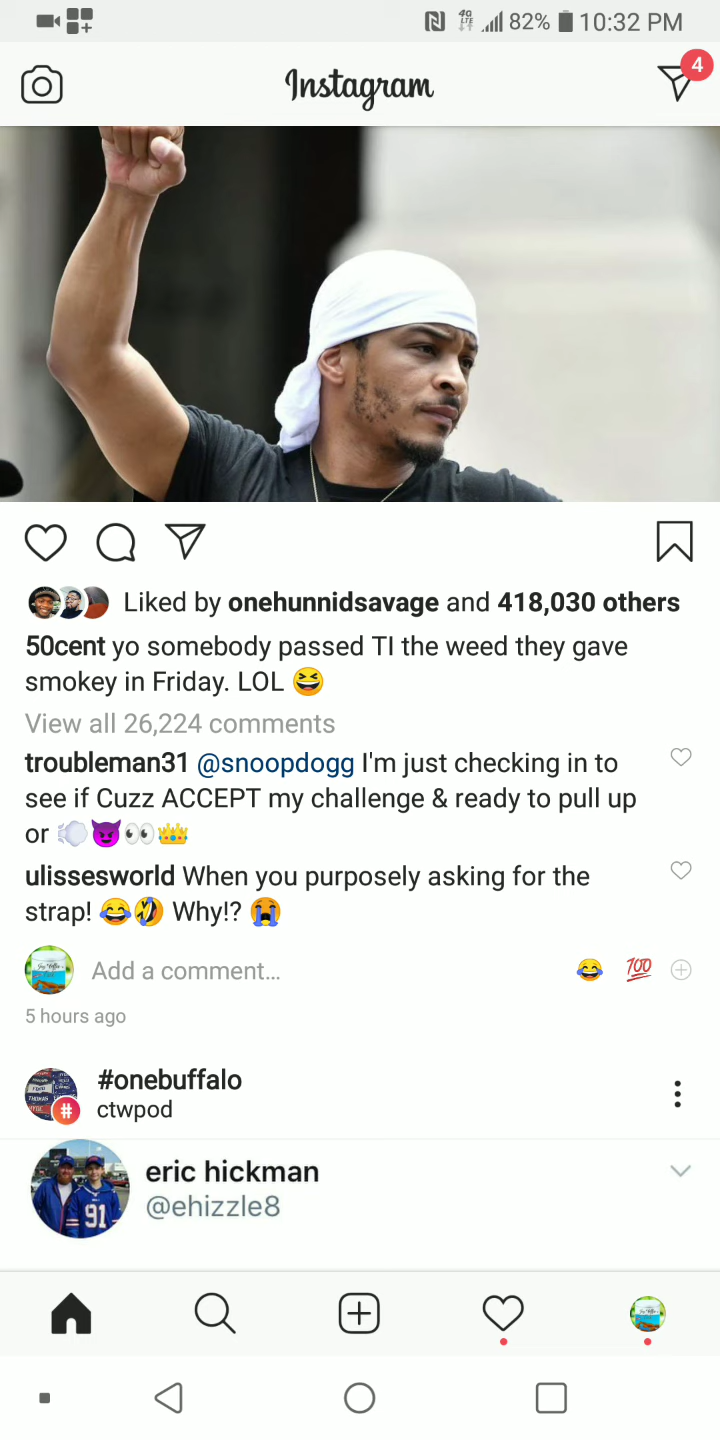 4G
LTE
82%
10:32 PM
Instagram
4
Liked by onehunnidsavage and 418,030 others
50cent yo somebody passed TI the weed they gave
smokey in Friday. LOL 😆
View all 26,224 comments
troubleman31 @snoopdogg I'm just checking in to
see if Cuzz ACCEPT my challenge & ready to pull up
or 💨😈👀👑
ulissesworld When you purposely asking for the
strap! 😂🤣 Why!? 😭
Add a comment...
😂 💯
5 hours ago
#onebuffalo
#
ctwpod
eric hickman
@ehizzle8
91